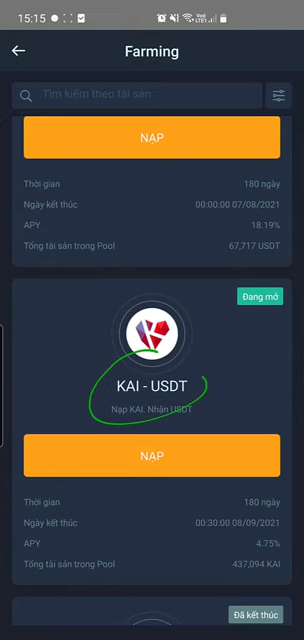 15:15
Farming
Tìm kiếm theo tài sản
NẠP
Thời gian 180 ngày
Ngày kết thúc 00:00:00 07/08/2021
APY 18.19%
Tổng tài sản trong Pool 67,717 USDT
Đang mở
KAI - USDT
Nạp KAI. Nhận USDT
NẠP
Thời gian 180 ngày
Ngày kết thúc 00:30:00 08/09/2021
APY 4.75%
Tổng tài sản trong Pool 437,094 KAI
Đã kết thúc